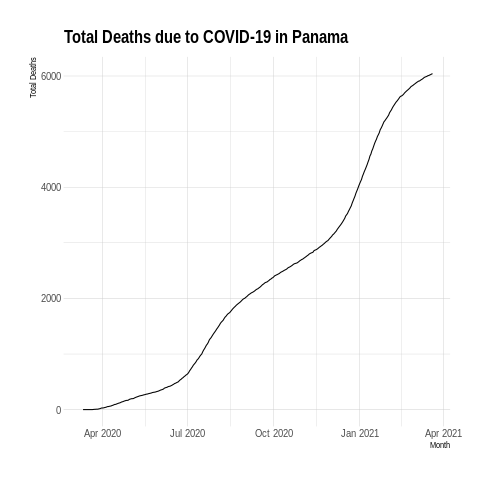 Total Deaths due to COVID-19 in Panama
Total Deaths
6000
4000
2000
0
Apr 2020 Jul 2020 Oct 2020 Jan 2021 Apr 2021
Month